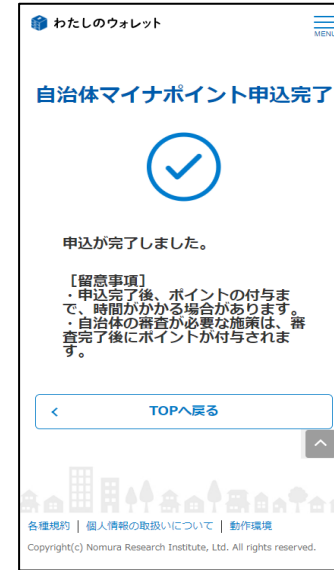 わたしのウォレット
MENU
自治体マイナポイント申込完了
申込が完了しました。
［留意事項］
・申込完了後、ポイントの付与ま
で、時間がかかる場合があります。
・自治体の審査が必要な施策は、審
査完了後にポイントが付与されま
す。
TOPへ戻る
各種規約 | 個人情報の取扱いについて | 動作環境
Copyright(c) Nomura Research Institute, Ltd. All rights reserved.